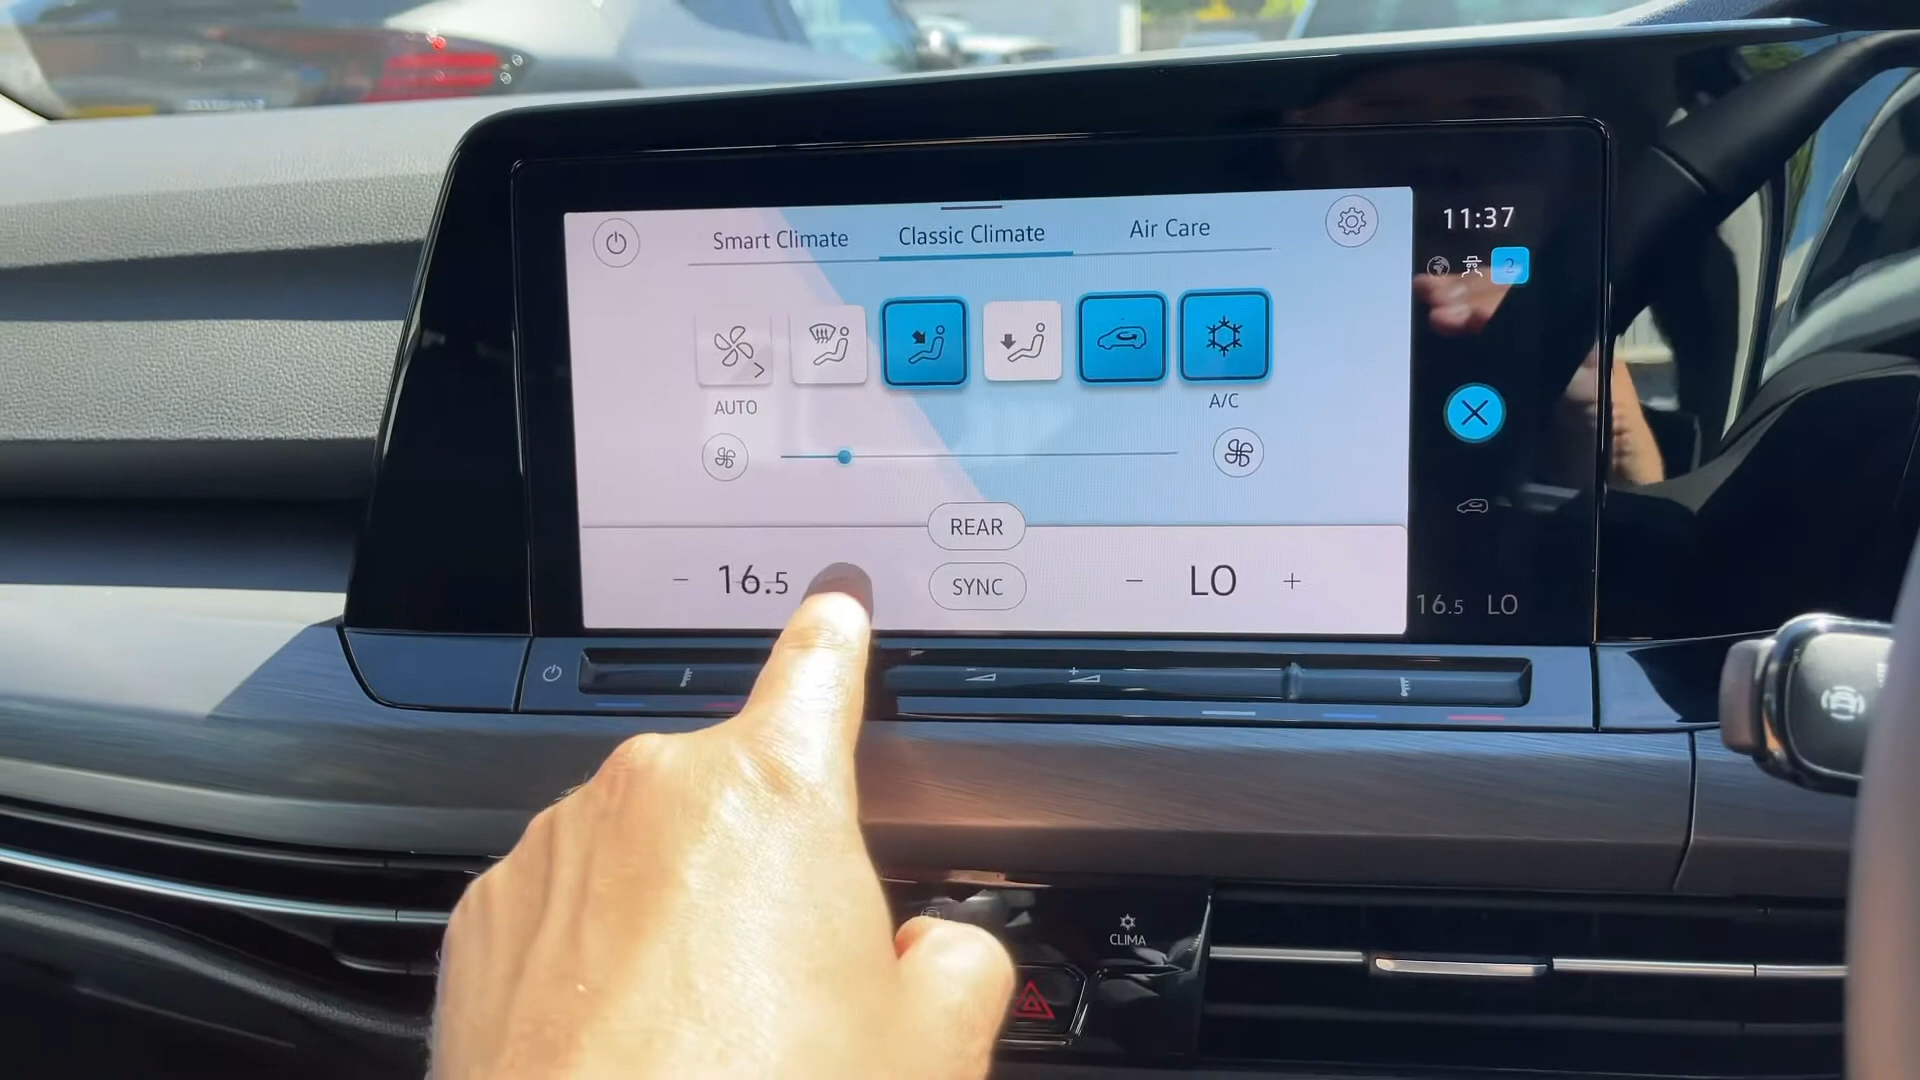 Smart Climate
Classic Climate
Air Care
11:37
2
AUTO
A/C
REAR
16.5
SYNC
LO
16.5 LO
CLIMA